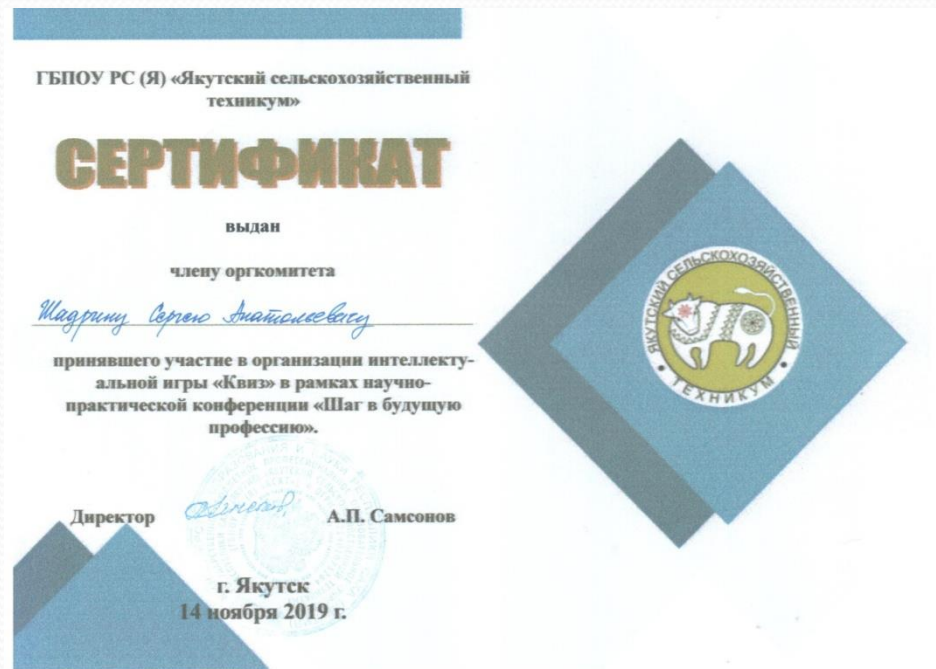 ГБПОУ РС (Я) «Якутский сельскохозяйственный
техникум»
СЕРТИФИКАТ
выдан
члену оргкомитета
Шадрину Сергею Анатольевичу
принявшего участие в организации интеллекту-
альной игры «Квиз» в рамках научно-
практической конференции «Шаг в будущую
профессию».
Директор А.П. Самсонов
г. Якутск
14 ноября 2019 г.
ЯКУТСКИЙ СЕЛЬСКОХОЗЯЙСТВЕННЫЙ
ТЕХНИКУМ